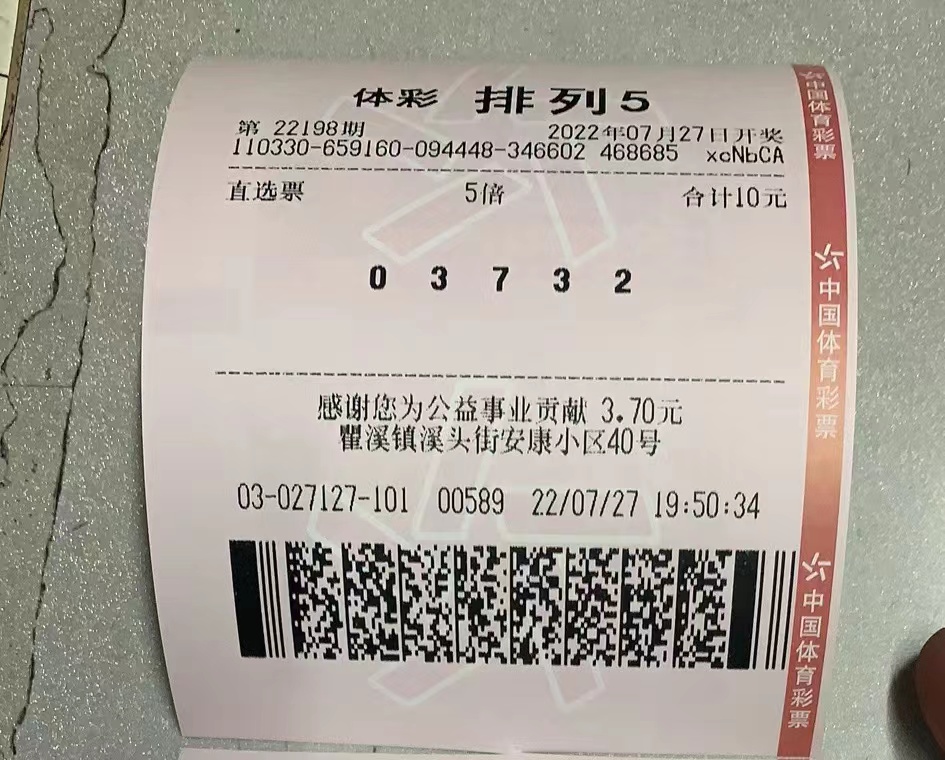 体彩 排列5
第 22198期 2022年07月27日开奖
110330-659160-094448-346602 468685 xcNbCA
直选票 5倍 合计10元
0 3 7 3 2
感谢您为公益事业贡献 3.70元
瞿溪镇溪头街安康小区40号
03-027127-101 00589 22/07/27 19:50:34
中国体育彩票
中国体育彩票
中国体育彩票